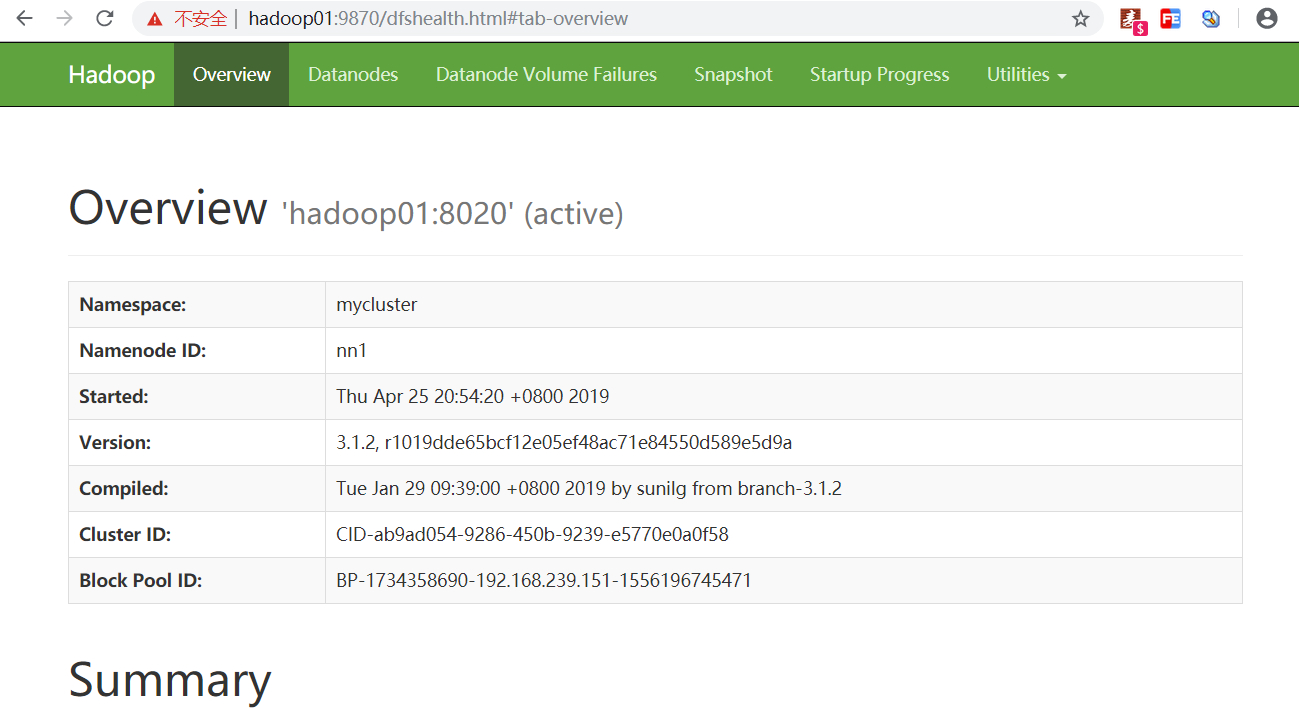 不安全 | hadoop01:9870/dfshealth.html#tab-overview
Hadoop Overview Datanodes Datanode Volume Failures Snapshot Startup Progress Utilities
Overview 'hadoop01:8020' (active)
Namespace: mycluster
Namenode ID: nn1
Started: Thu Apr 25 20:54:20 +0800 2019
Version: 3.1.2, r1019dde65bcf12e05ef48ac71e84550d589e5d9a
Compiled: Tue Jan 29 09:39:00 +0800 2019 by sunilg from branch-3.1.2
Cluster ID: CID-ab9ad054-9286-450b-9239-e5770e0a0f58
Block Pool ID: BP-1734358690-192.168.239.151-1556196745471
Summary